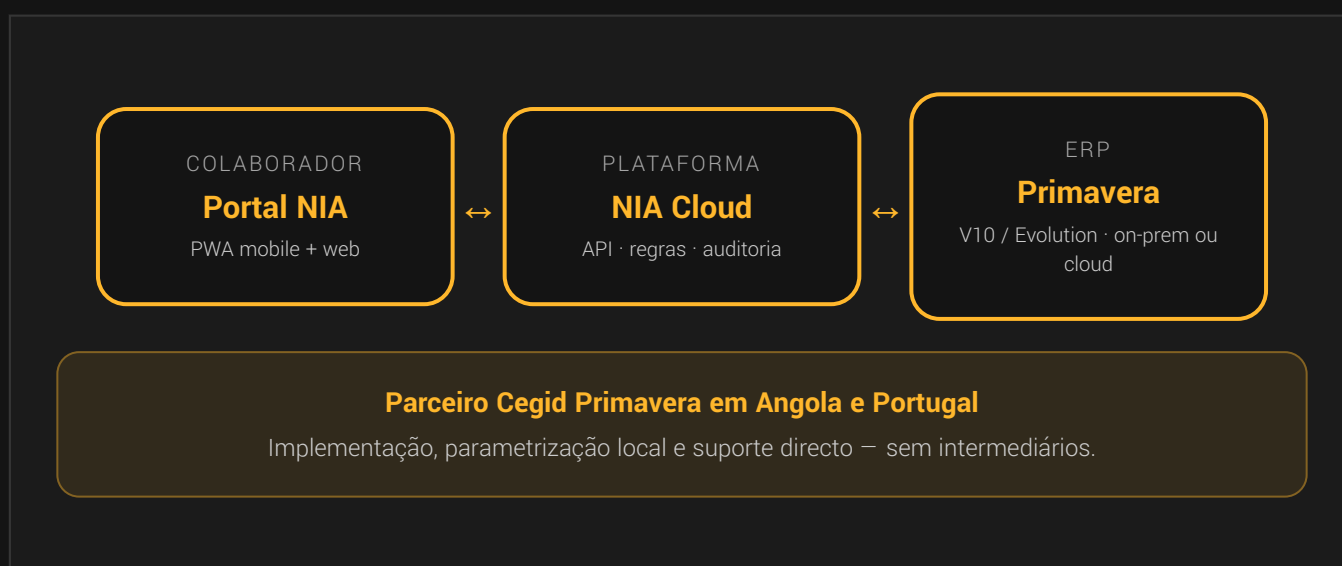 COLABORADOR
Portal NIA
PWA mobile + web
↔
PLATAFORMA
NIA Cloud
API · regras · auditoria
↔
ERP
Primavera
V10 / Evolution · on-prem ou
cloud
Parceiro Cegid Primavera em Angola e Portugal
Implementação, parametrização local e suporte directo — sem intermediários.